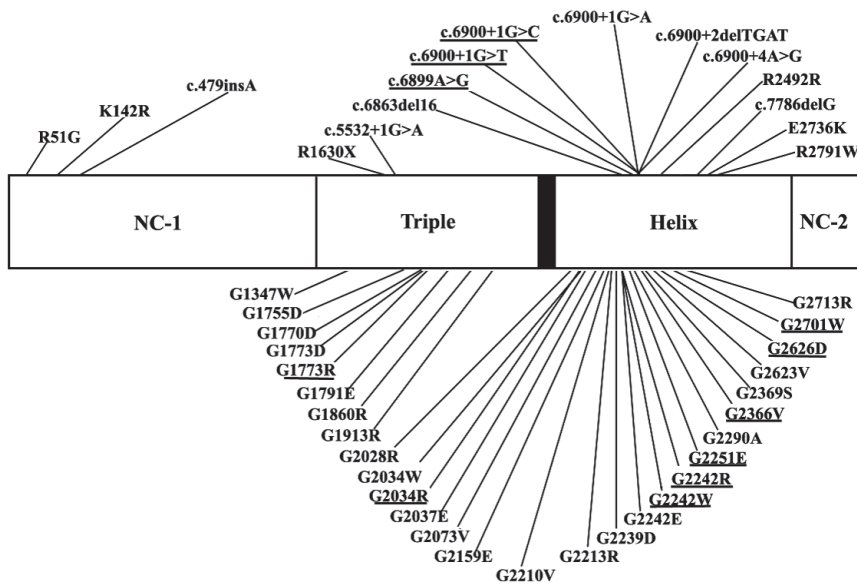 c.6900+1G>A
c.6900+1G>C
c.6900+2delTGAT
c.6900+1G>T
c.6900+4A>G
c.6899A>G
R2492R
c.479insA
c.6863del16
c.7786delG
K142R
c.5532+1G>A
E2736K
R51G
R1630X
R2791W
NC-1
Triple
Helix
NC-2
G1347W
G1755D
G1770D
G1773D
G1773R
G1791E
G1860R
G1913R
G2028R
G2034W
G2034R
G2037E
G2073V
G2159E
G2210V
G2213R
G2239D
G2242E
G2242W
G2242R
G2251E
G2290A
G2366V
G2369S
G2623V
G2626D
G2701W
G2713R